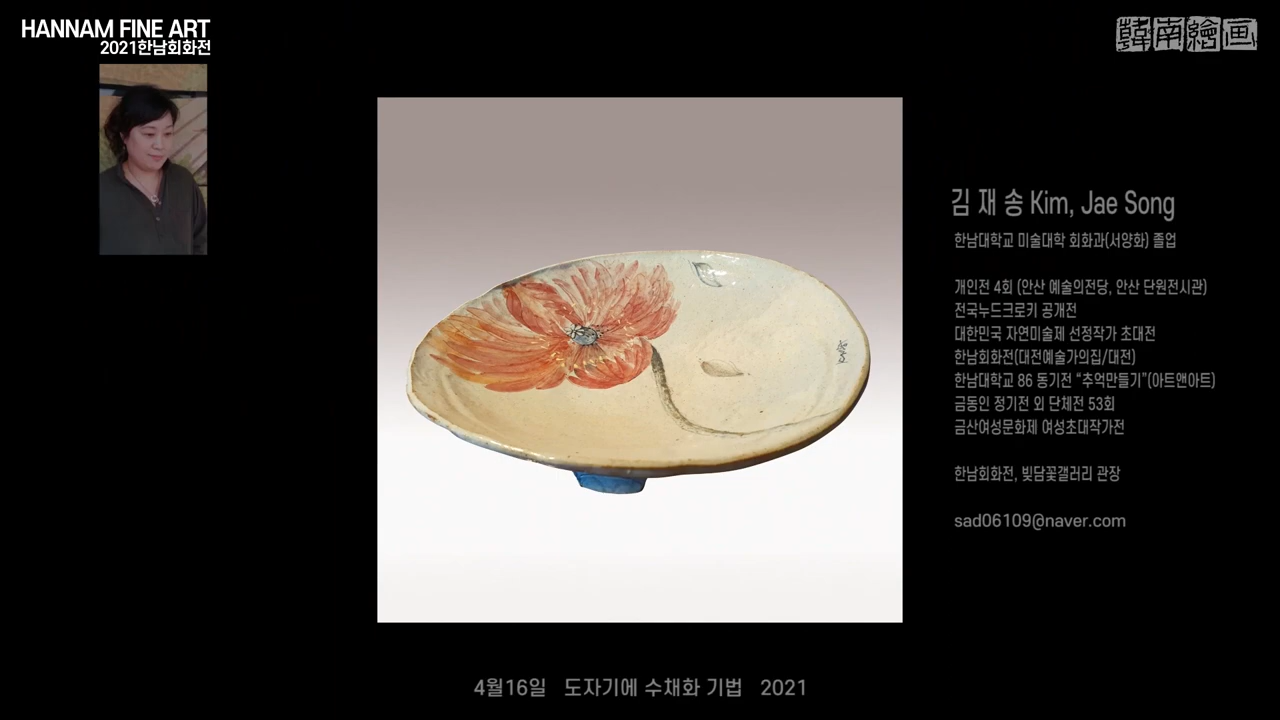 HANNAM FINE ART
2021한남회화전
韓南繪画
김 재 송 Kim, Jae Song
한남대학교 미술대학 회화과(서양화) 졸업
개인전 4회 (안산 예술의전당, 안산 단원전시관)
전국누드크로키 공개전
대한민국 자연미술제 선정작가 초대전
한남회화전(대전예술가의집/대전)
한남대학교 86 동기전 “추억만들기”(아트앤아트)
금동인 정기전 외 단체전 53회
금산여성문화제 여성초대작가전
한남회화전, 빚담꽃갤러리 관장
sad06109@naver.com
4월16일 도자기에 수채화 기법 2021